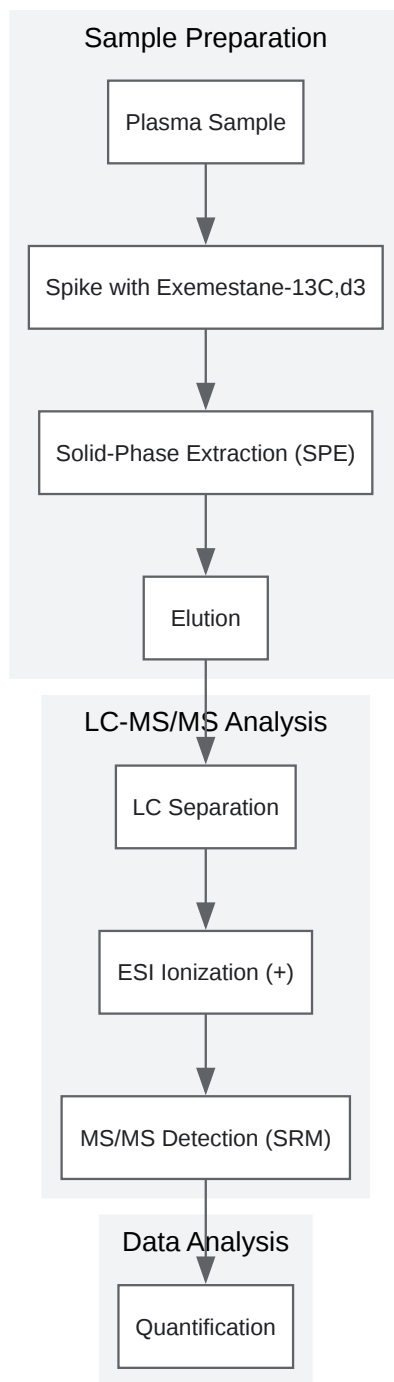 Sample Preparation
Plasma Sample
Spike with Exemestane-13C,d3
Solid-Phase Extraction (SPE)
Elution
LC-MS/MS Analysis
LC Separation
ESI Ionization (+)
MS/MS Detection (SRM)
Data Analysis
Quantification